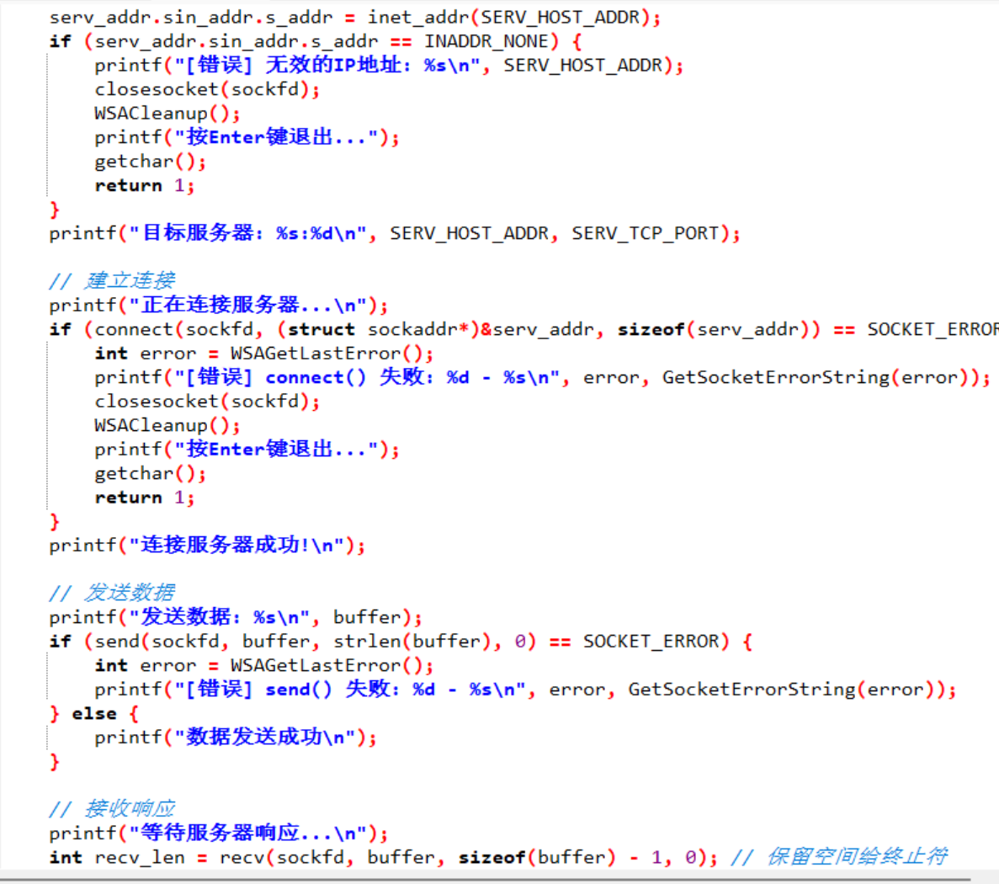 serv_addr.sin_addr.s_addr = inet_addr(SERV_HOST_ADDR);
if (serv_addr.sin_addr.s_addr == INADDR_NONE) {
printf("[错误] 无效的IP地址: %s\n", SERV_HOST_ADDR);
closesocket(sockfd);
WSACleanup();
printf("按Enter键退出...");
getchar();
return 1;
}
printf("目标服务器: %s:%d\n", SERV_HOST_ADDR, SERV_TCP_PORT);
// 建立连接
printf("正在连接服务器...\n");
if (connect(sockfd, (struct sockaddr*)&serv_addr, sizeof(serv_addr)) == SOCKET_ERROR
int error = WSAGetLastError();
printf("[错误] connect() 失败: %d - %s\n", error, GetSocketErrorString(error));
closesocket(sockfd);
WSACleanup();
printf("按Enter键退出...");
getchar();
return 1;
}
printf("连接服务器成功!\n");
// 发送数据
printf("发送数据: %s\n", buffer);
if (send(sockfd, buffer, strlen(buffer), 0) == SOCKET_ERROR) {
int error = WSAGetLastError();
printf("[错误] send() 失败: %d - %s\n", error, GetSocketErrorString(error));
} else {
printf("数据发送成功\n");
}
// 接收响应
printf("等待服务器响应...\n");
int recv_len = recv(sockfd, buffer, sizeof(buffer) - 1, 0); // 保留空间给终止符